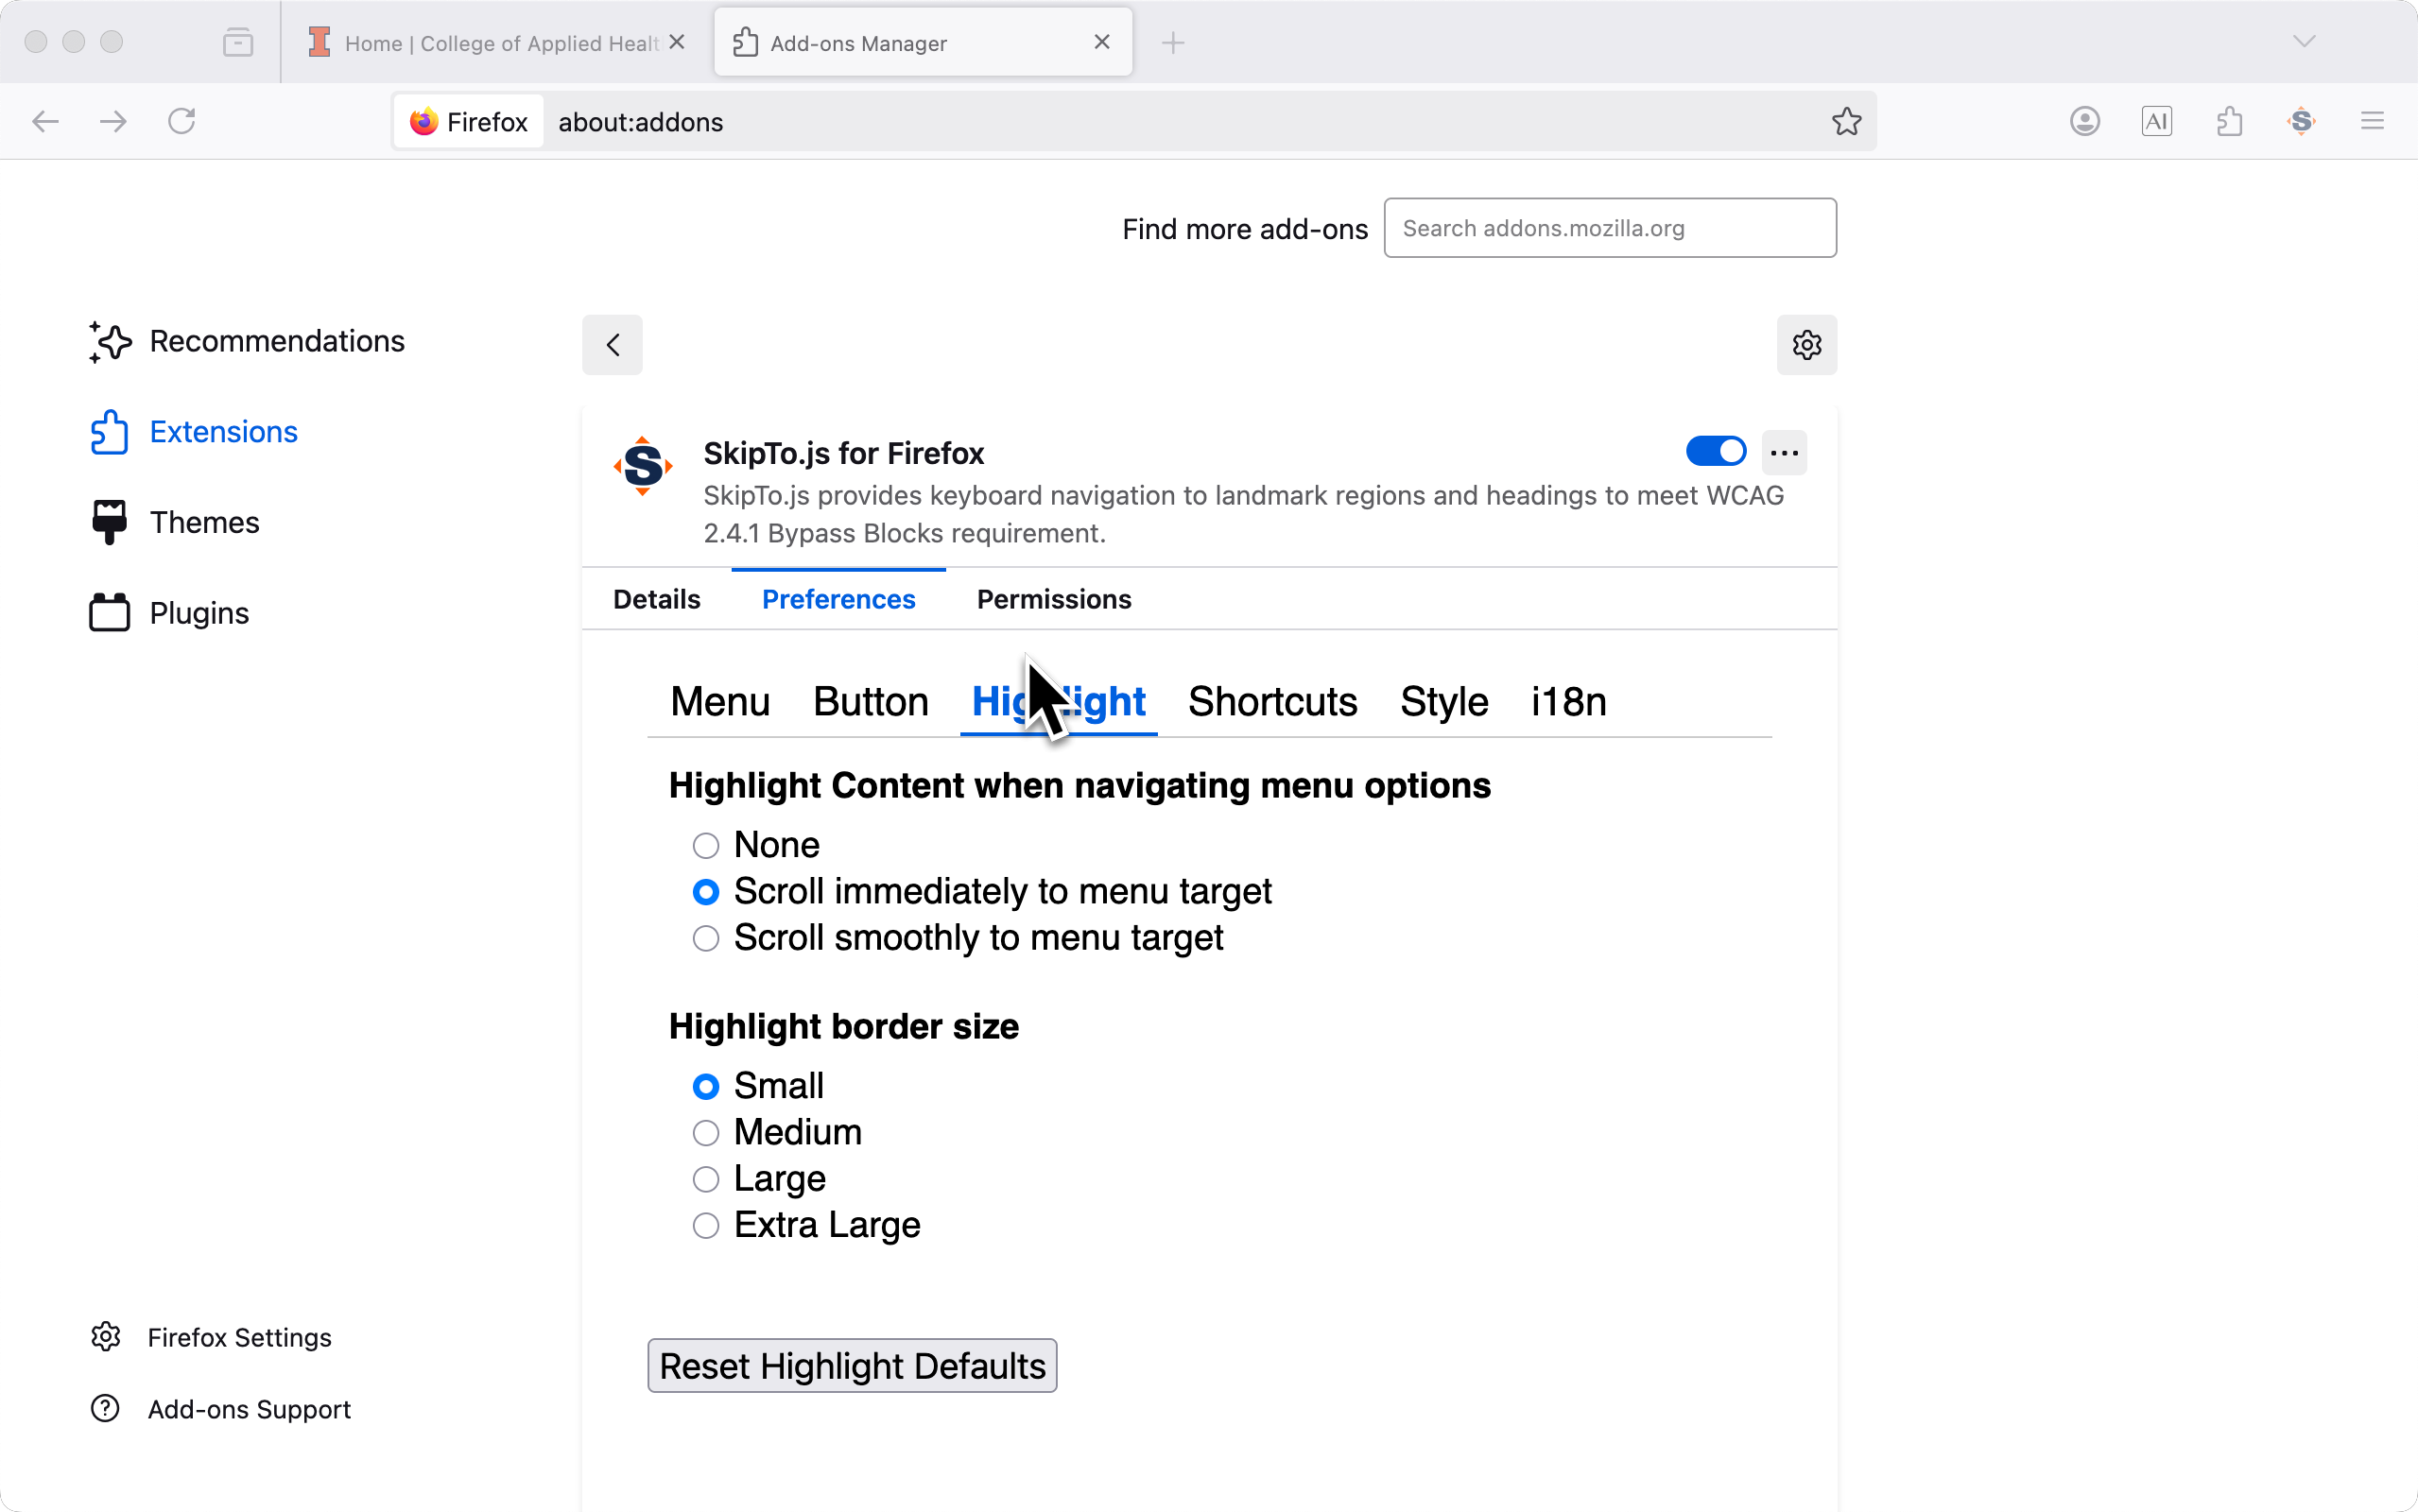 Home | College of Applied Healt
Add-ons Manager
Firefox
about:addons
AI
S
Find more add-ons
Search addons.mozilla.org
Recommendations
Extensions
Themes
Plugins
S
SkipTo.js for Firefox
SkipTo.js provides keyboard navigation to landmark regions and headings to meet WCAG
2.4.1 Bypass Blocks requirement.
Details Preferences Permissions
Menu Button Highlight Shortcuts Style i18n
Highlight Content when navigating menu options
None
Scroll immediately to menu target
Scroll smoothly to menu target
Highlight border size
Small
Medium
Large
Extra Large
Reset Highlight Defaults
Firefox Settings
Add-ons Support